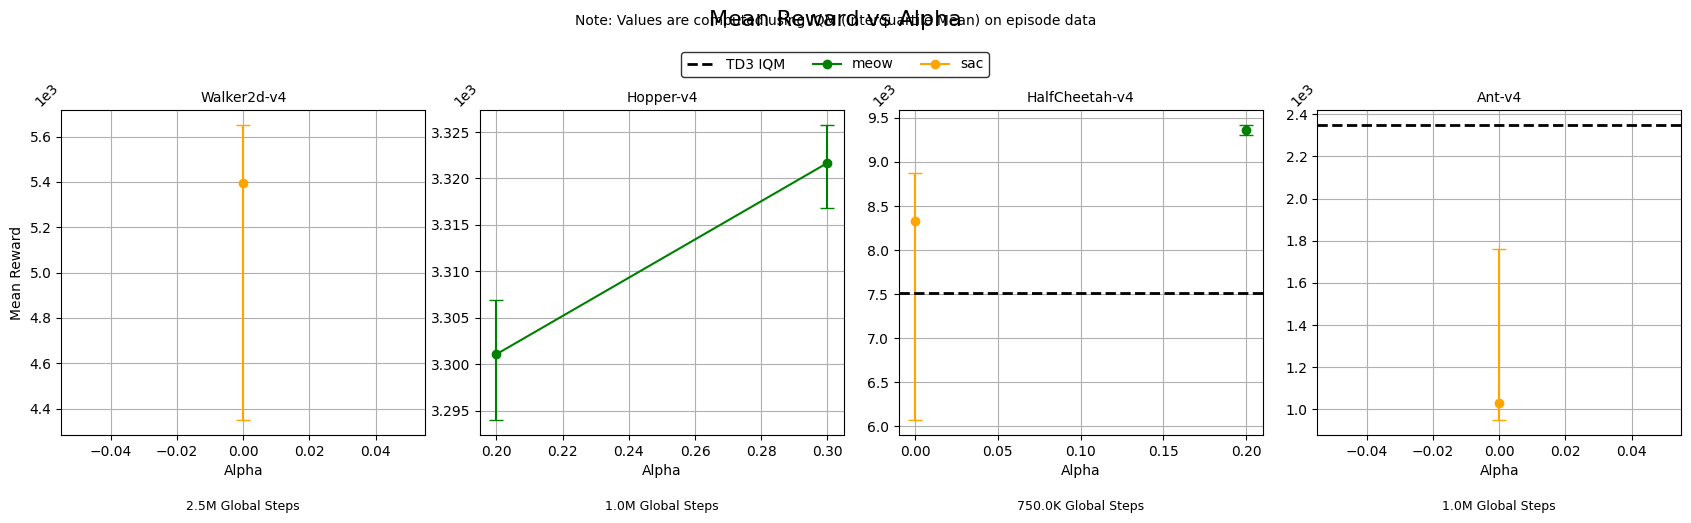 Mean Reward vs Alpha
Note: Values are computed using IQM (Interquartile Mean) on episode data
TD3 IQM meow sac
1e3 Walker2d-v4
5.6
5.4
5.2
5.0
4.8
4.6
4.4
Mean Reward
−0.04 −0.02 0.00 0.02 0.04
Alpha
2.5M Global Steps
1e3 Hopper-v4
3.325
3.320
3.315
3.310
3.305
3.300
3.295
0.20 0.22 0.24 0.26 0.28 0.30
Alpha
1.0M Global Steps
1e3 HalfCheetah-v4
9.5
9.0
8.5
8.0
7.5
7.0
6.5
6.0
0.00 0.05 0.10 0.15 0.20
Alpha
750.0K Global Steps
1e3 Ant-v4
2.4
2.2
2.0
1.8
1.6
1.4
1.2
1.0
−0.04 −0.02 0.00 0.02 0.04
Alpha
1.0M Global Steps